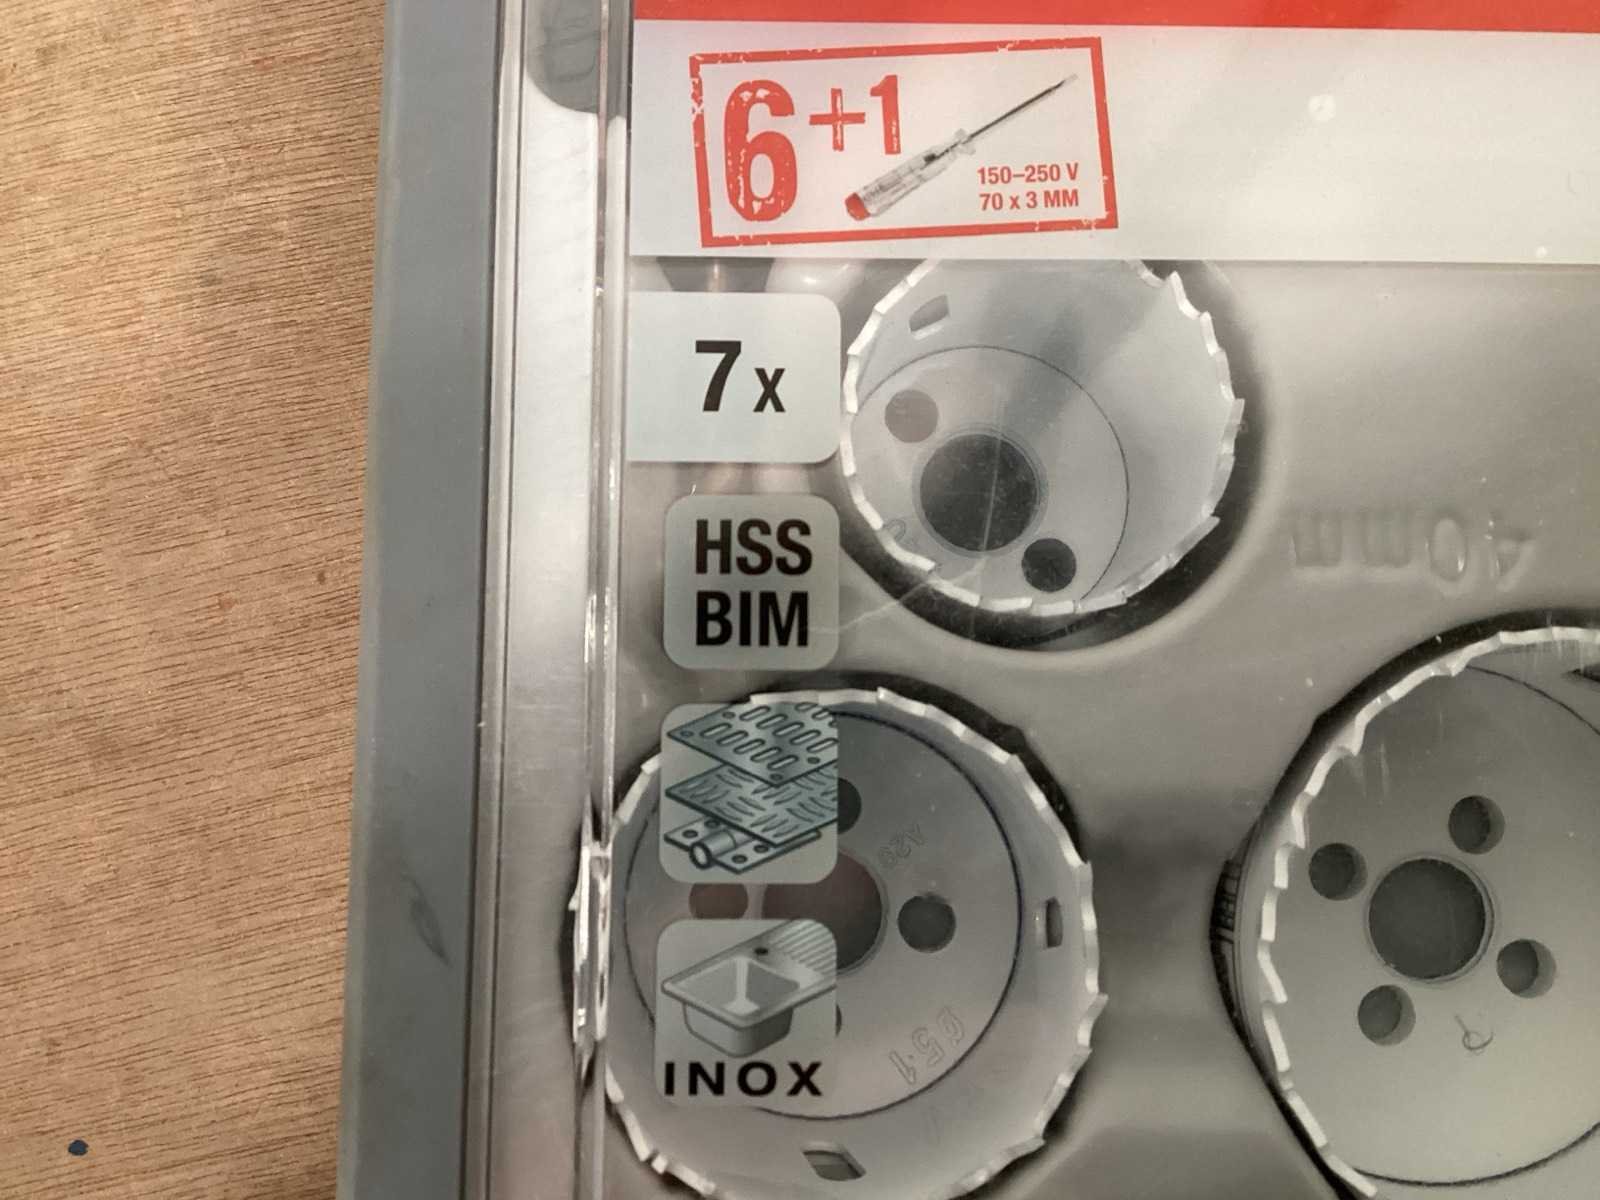 6+1
150–250 V
70 x 3 MM
7 x
HSS
BIM
40mm
INOX